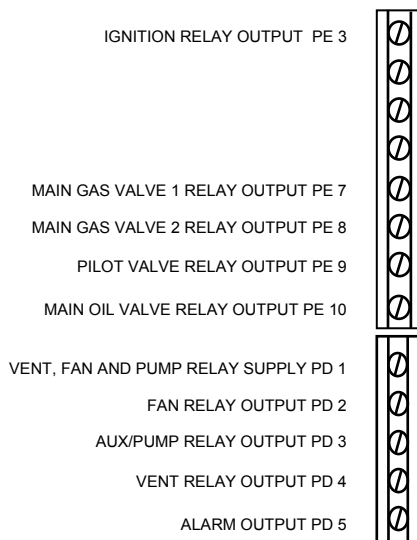 IGNITION RELAY OUTPUT PE 3
MAIN GAS VALVE 1 RELAY OUTPUT PE 7
MAIN GAS VALVE 2 RELAY OUTPUT PE 8
PILOT VALVE RELAY OUTPUT PE 9
MAIN OIL VALVE RELAY OUTPUT PE 10
VENT, FAN AND PUMP RELAY SUPPLY PD 1
FAN RELAY OUTPUT PD 2
AUX/PUMP RELAY OUTPUT PD 3
VENT RELAY OUTPUT PD 4
ALARM OUTPUT PD 5